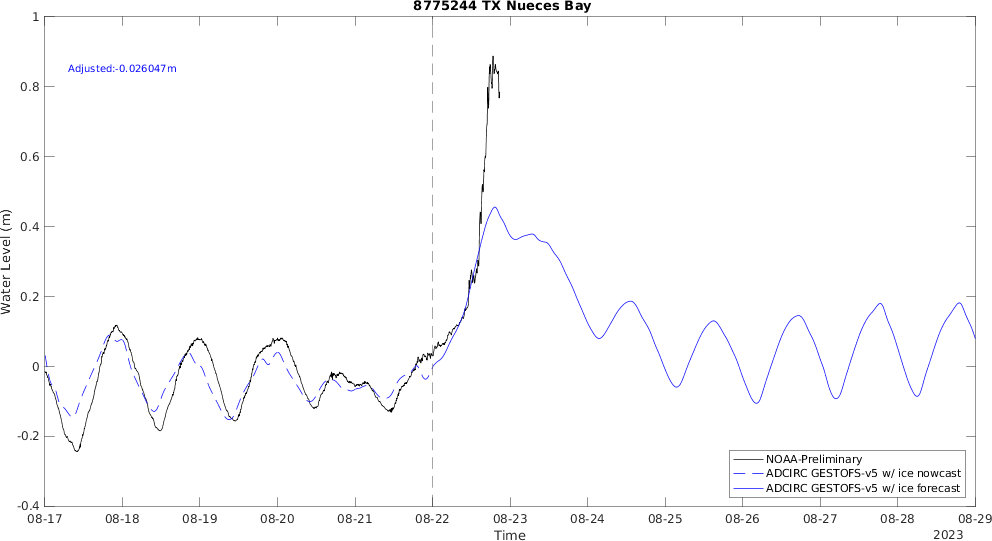 8775244 TX Nueces Bay
Adjusted:-0.026047m
Water Level (m)
1
0.8
0.6
0.4
0.2
0
-0.2
-0.4
NOAA-Preliminary
ADCIRC GESTOFS-v5 w/ ice nowcast
ADCIRC GESTOFS-v5 w/ ice forecast
08-17 08-18 08-19 08-20 08-21 08-22 08-23 08-24 08-25 08-26 08-27 08-28 08-29
Time
2023